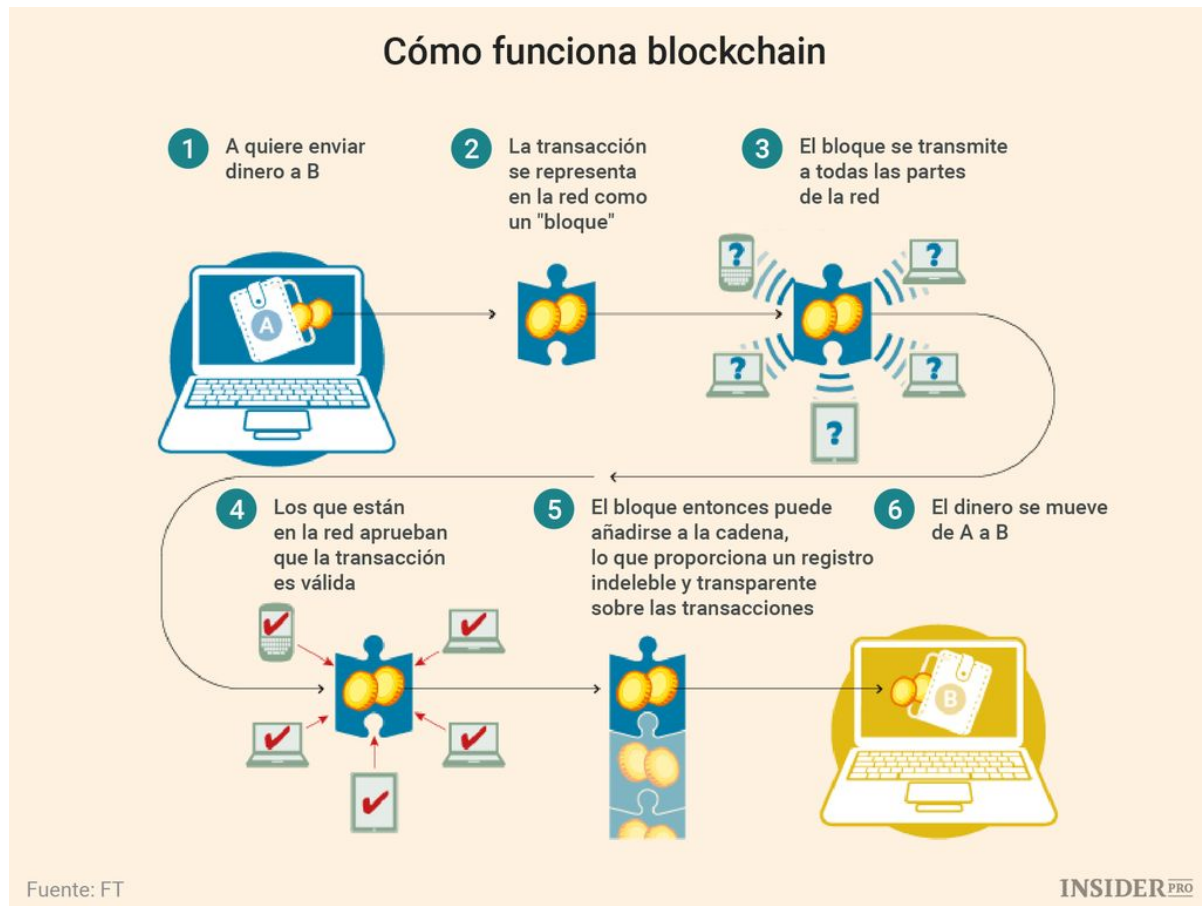 Cómo funciona blockchain
1
A quiere enviar
dinero a B
2
La transacción
se representa
en la red como
un "bloque"
3
El bloque se transmite
a todas las partes
de la red
A
?
?
?
?
?
4
Los que están
en la red aprueban
que la transacción
es válida
5
El bloque entonces puede
añadirse a la cadena,
lo que proporciona un registro
indeleble y transparente
sobre las transacciones
6
El dinero se mueve
de A a B
B
Fuente: FT
INSIDER PRO